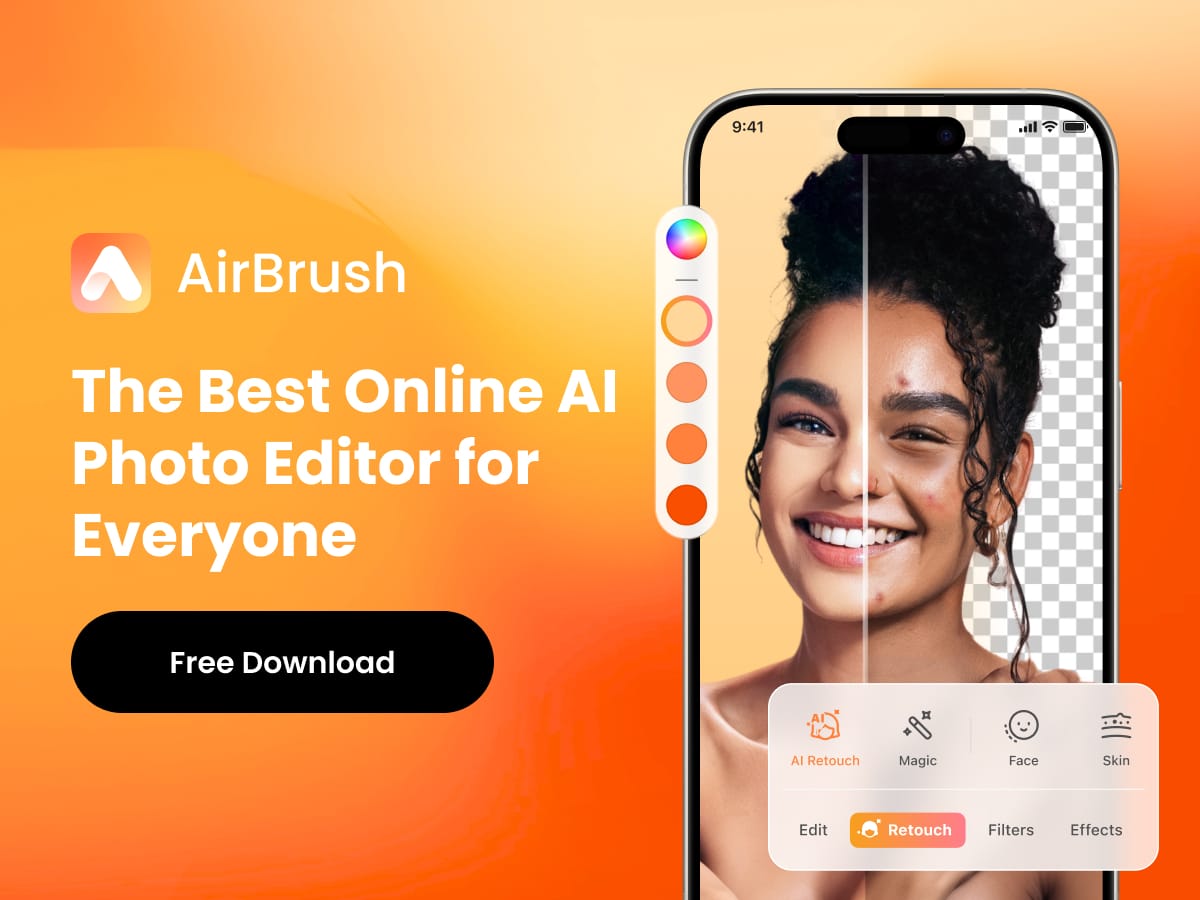 AirBrush
The Best Online AI
Photo Editor for
Everyone
Free Download
9:41
AI
AI Retouch
Magic
Face
Skin
Edit
Retouch
Filters
Effects